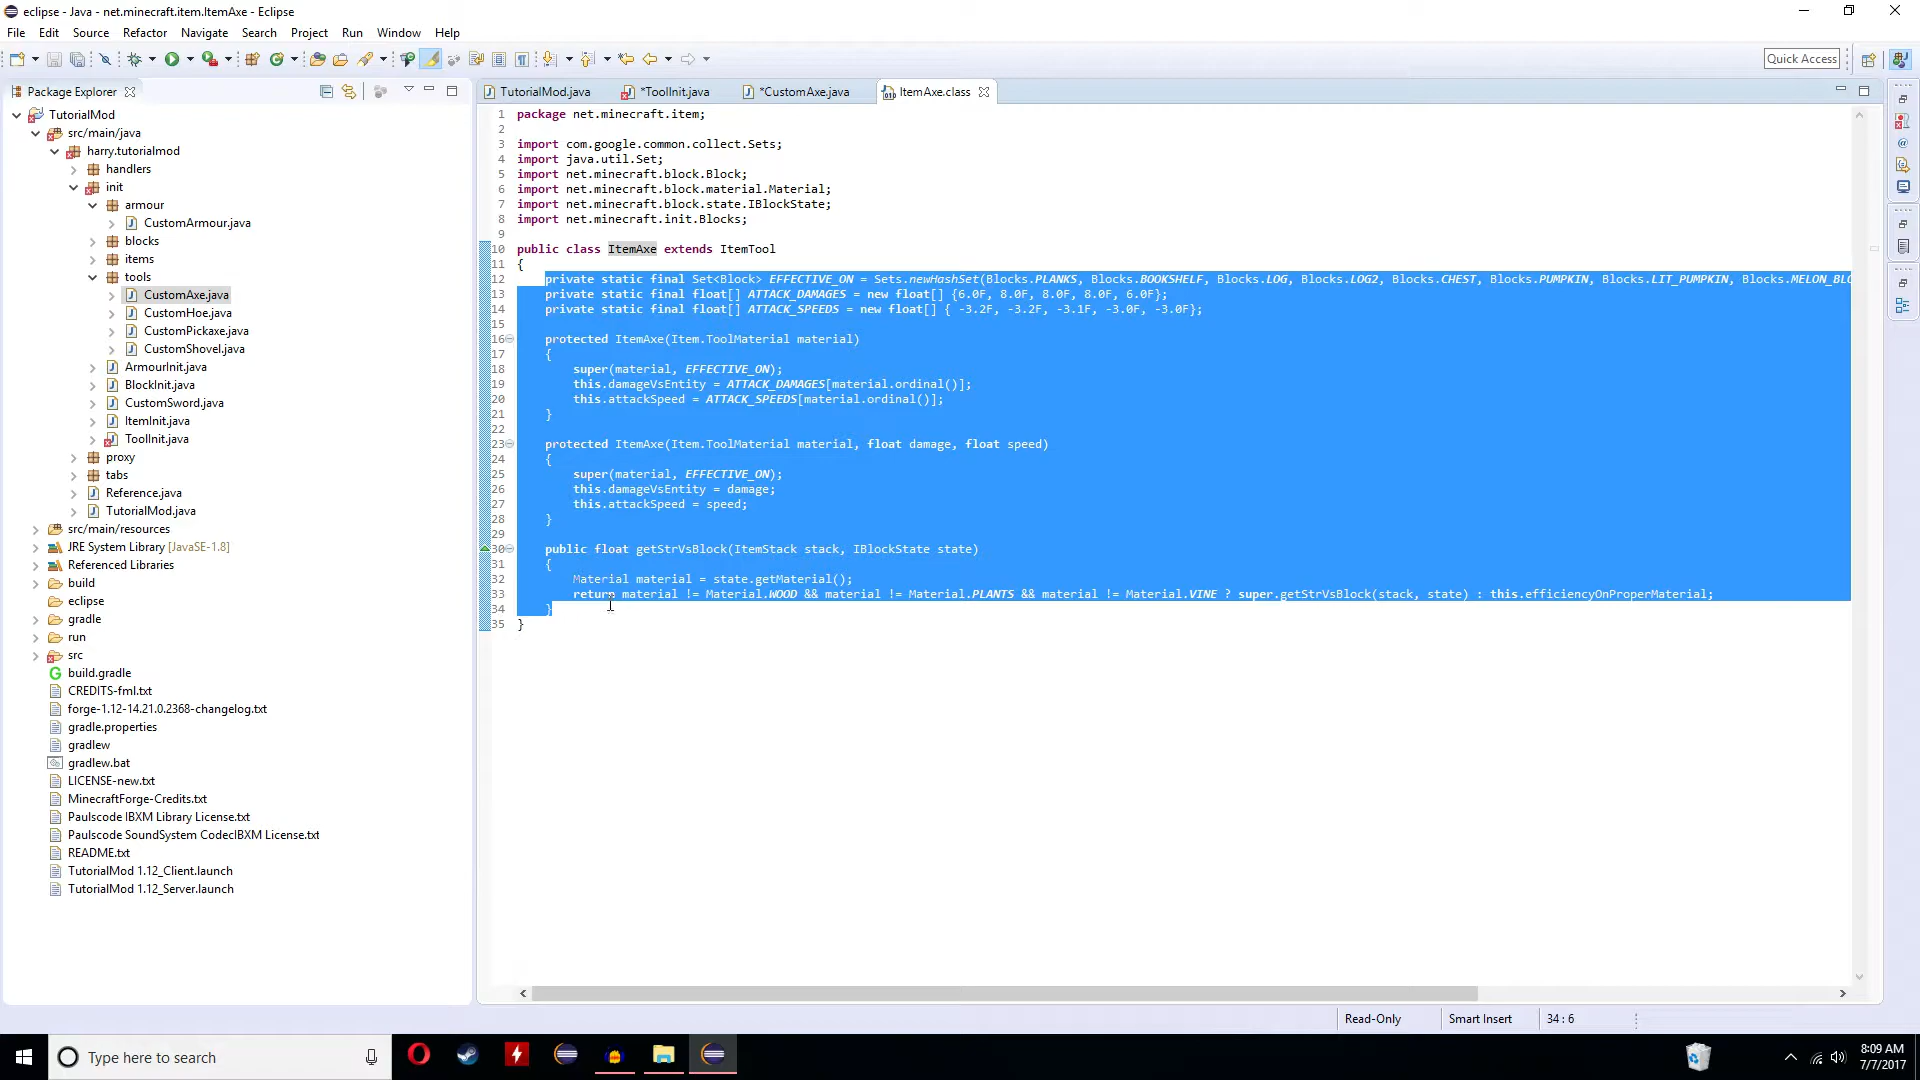 eclipse - Java - net.minecraft.item.ItemAxe - Eclipse
File Edit Source Refactor Navigate Search Project Run Window Help
Quick Access
Package Explorer
TutorialMod
src/main/java
harry.tutorialmod
handlers
init
armour
CustomArmour.java
blocks
items
tools
CustomAxe.java
CustomHoe.java
CustomPickaxe.java
CustomShovel.java
ArmourInit.java
BlockInit.java
CustomSword.java
ItemInit.java
ToolInit.java
proxy
tabs
Reference.java
TutorialMod.java
src/main/resources
JRE System Library [JavaSE-1.8]
Referenced Libraries
build
eclipse
gradle
run
src
build.gradle
CREDITS-fml.txt
forge-1.12-14.21.0.2368-changelog.txt
gradle.properties
gradlew
gradlew.bat
LICENSE-new.txt
MinecraftForge-Credits.txt
Paulscode IBXM Library License.txt
Paulscode SoundSystem CodecIBXM License.txt
README.txt
TutorialMod 1.12_Client.launch
TutorialMod 1.12_Server.launch
TutorialMod.java *ToolInit.java *CustomAxe.java ItemAxe.class
1 package net.minecraft.item;
2
3 import com.google.common.collect.Sets;
4 import java.util.Set;
5 import net.minecraft.block.Block;
6 import net.minecraft.block.material.Material;
7 import net.minecraft.block.state.IBlockState;
8 import net.minecraft.init.Blocks;
9
10 public class ItemAxe extends ItemTool
11 {
12 private static final Set<Block> EFFECTIVE_ON = Sets.newHashSet(Blocks.PLANKS, Blocks.BOOKSHELF, Blocks.LOG, Blocks.LOG2, Blocks.CHEST, Blocks.PUMPKIN, Blocks.LIT_PUMPKIN, Blocks.MELON_BLO
13 private static final float[] ATTACK_DAMAGES = new float[] {6.0F, 8.0F, 8.0F, 8.0F, 6.0F};
14 private static final float[] ATTACK_SPEEDS = new float[] { -3.2F, -3.2F, -3.1F, -3.0F, -3.0F};
15
16 protected ItemAxe(Item.ToolMaterial material)
17 {
18 super(material, EFFECTIVE_ON);
19 this.damageVsEntity = ATTACK_DAMAGES[material.ordinal()];
20 this.attackSpeed = ATTACK_SPEEDS[material.ordinal()];
21 }
22
23 protected ItemAxe(Item.ToolMaterial material, float damage, float speed)
24 {
25 super(material, EFFECTIVE_ON);
26 this.damageVsEntity = damage;
27 this.attackSpeed = speed;
28 }
29
30 public float getStrVsBlock(ItemStack stack, IBlockState state)
31 {
32 Material material = state.getMaterial();
33 return material != Material.WOOD && material != Material.PLANTS && material != Material.VINE ? super.getStrVsBlock(stack, state) : this.efficiencyOnProperMaterial;
34 }
35 }
Read-Only Smart Insert 34 : 6
Type here to search
8:09 AM
7/7/2017